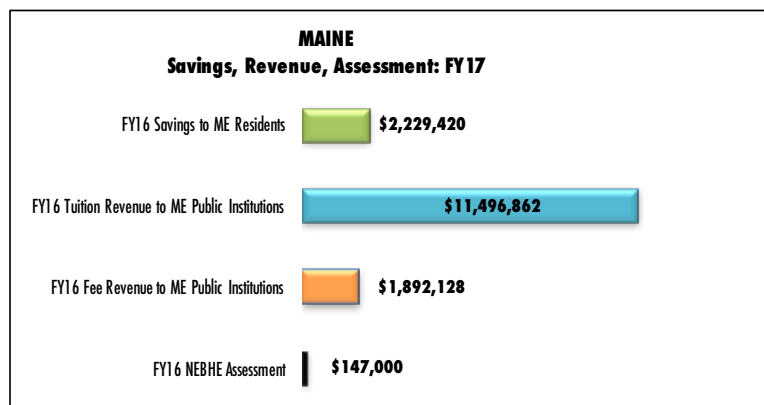 MAINE
Savings, Revenue, Assessment: FY17
FY16 Savings to ME Residents $2,229,420
FY16 Tuition Revenue to ME Public Institutions $11,496,862
FY16 Fee Revenue to ME Public Institutions $1,892,128
FY16 NEBHE Assessment $147,000